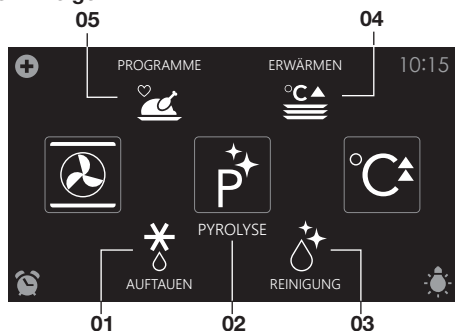 05 04
PROGRAMME ERWÄRMEN 10:15
°C
P °C
PYROLYSE
AUFTAUEN REINIGUNG
01 02 03